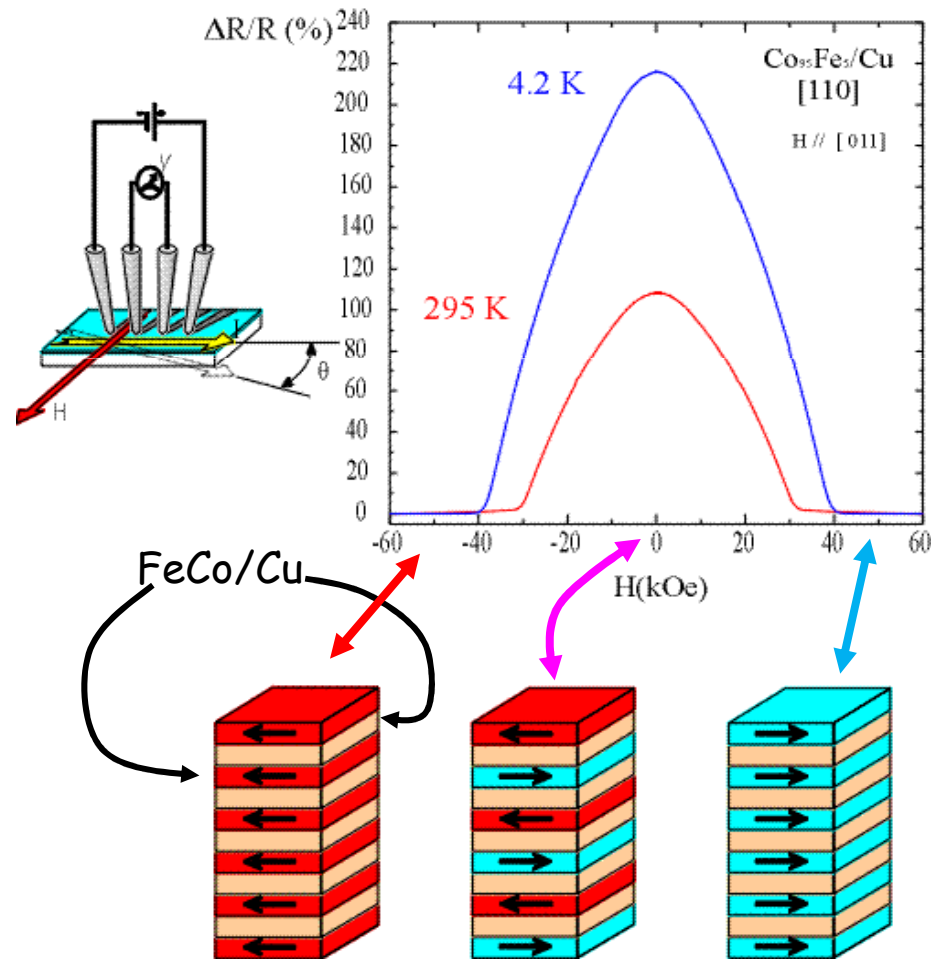 ΔR/R (%)
240
220
200
180
160
140
120
100
80
60
40
20
0
Co₉₅Fe₅/Cu
[110]
H // [ 011]
4.2 K
295 K
V
I
θ
H
-60
-40
-20
0
20
40
60
H(kOe)
FeCo/Cu